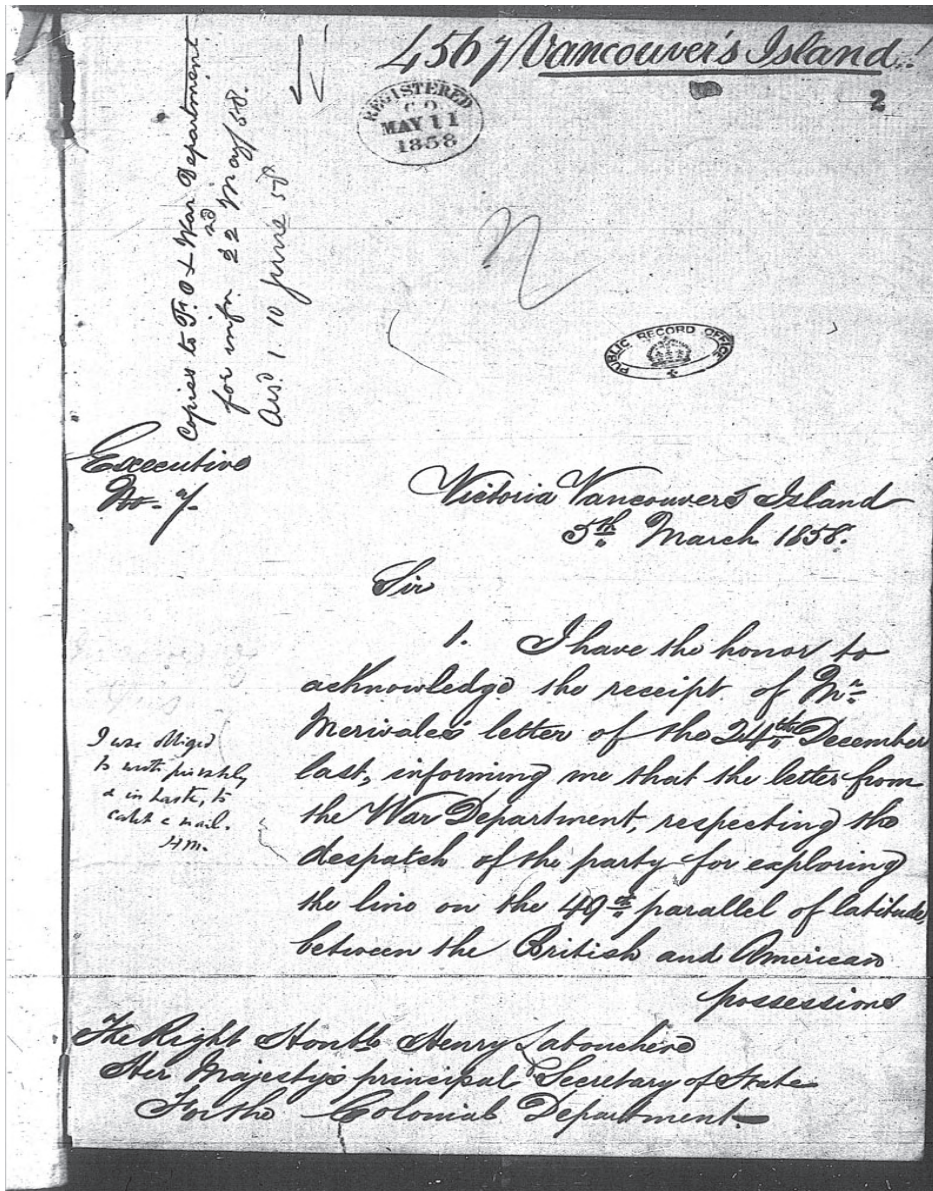 4567 Vancouver's Island.
2
REGISTERED
C.O.
MAY 11
1858
Copies to F.O & War Department
for infn 22nd May/58.
Ansd 1. 10 June 58
PUBLIC RECORD OFFICE
Executive
No. 7.
Victoria Vancouver's Island
5th March 1858.
Sir
1. I have the honor to
acknowledge the receipt of Mr
Merivale's letter of the 24th December
last, informing me that the letter from
the War Department, respecting the
despatch of the party for exploring
the line on the 49th parallel of latitude,
between the British and American
possessions
I was obliged
to write privately
& in haste, to
catch a mail.
HM.
The Right Honble Henry Labouchere
Her Majesty's principal Secretary of State
For the Colonial Department.